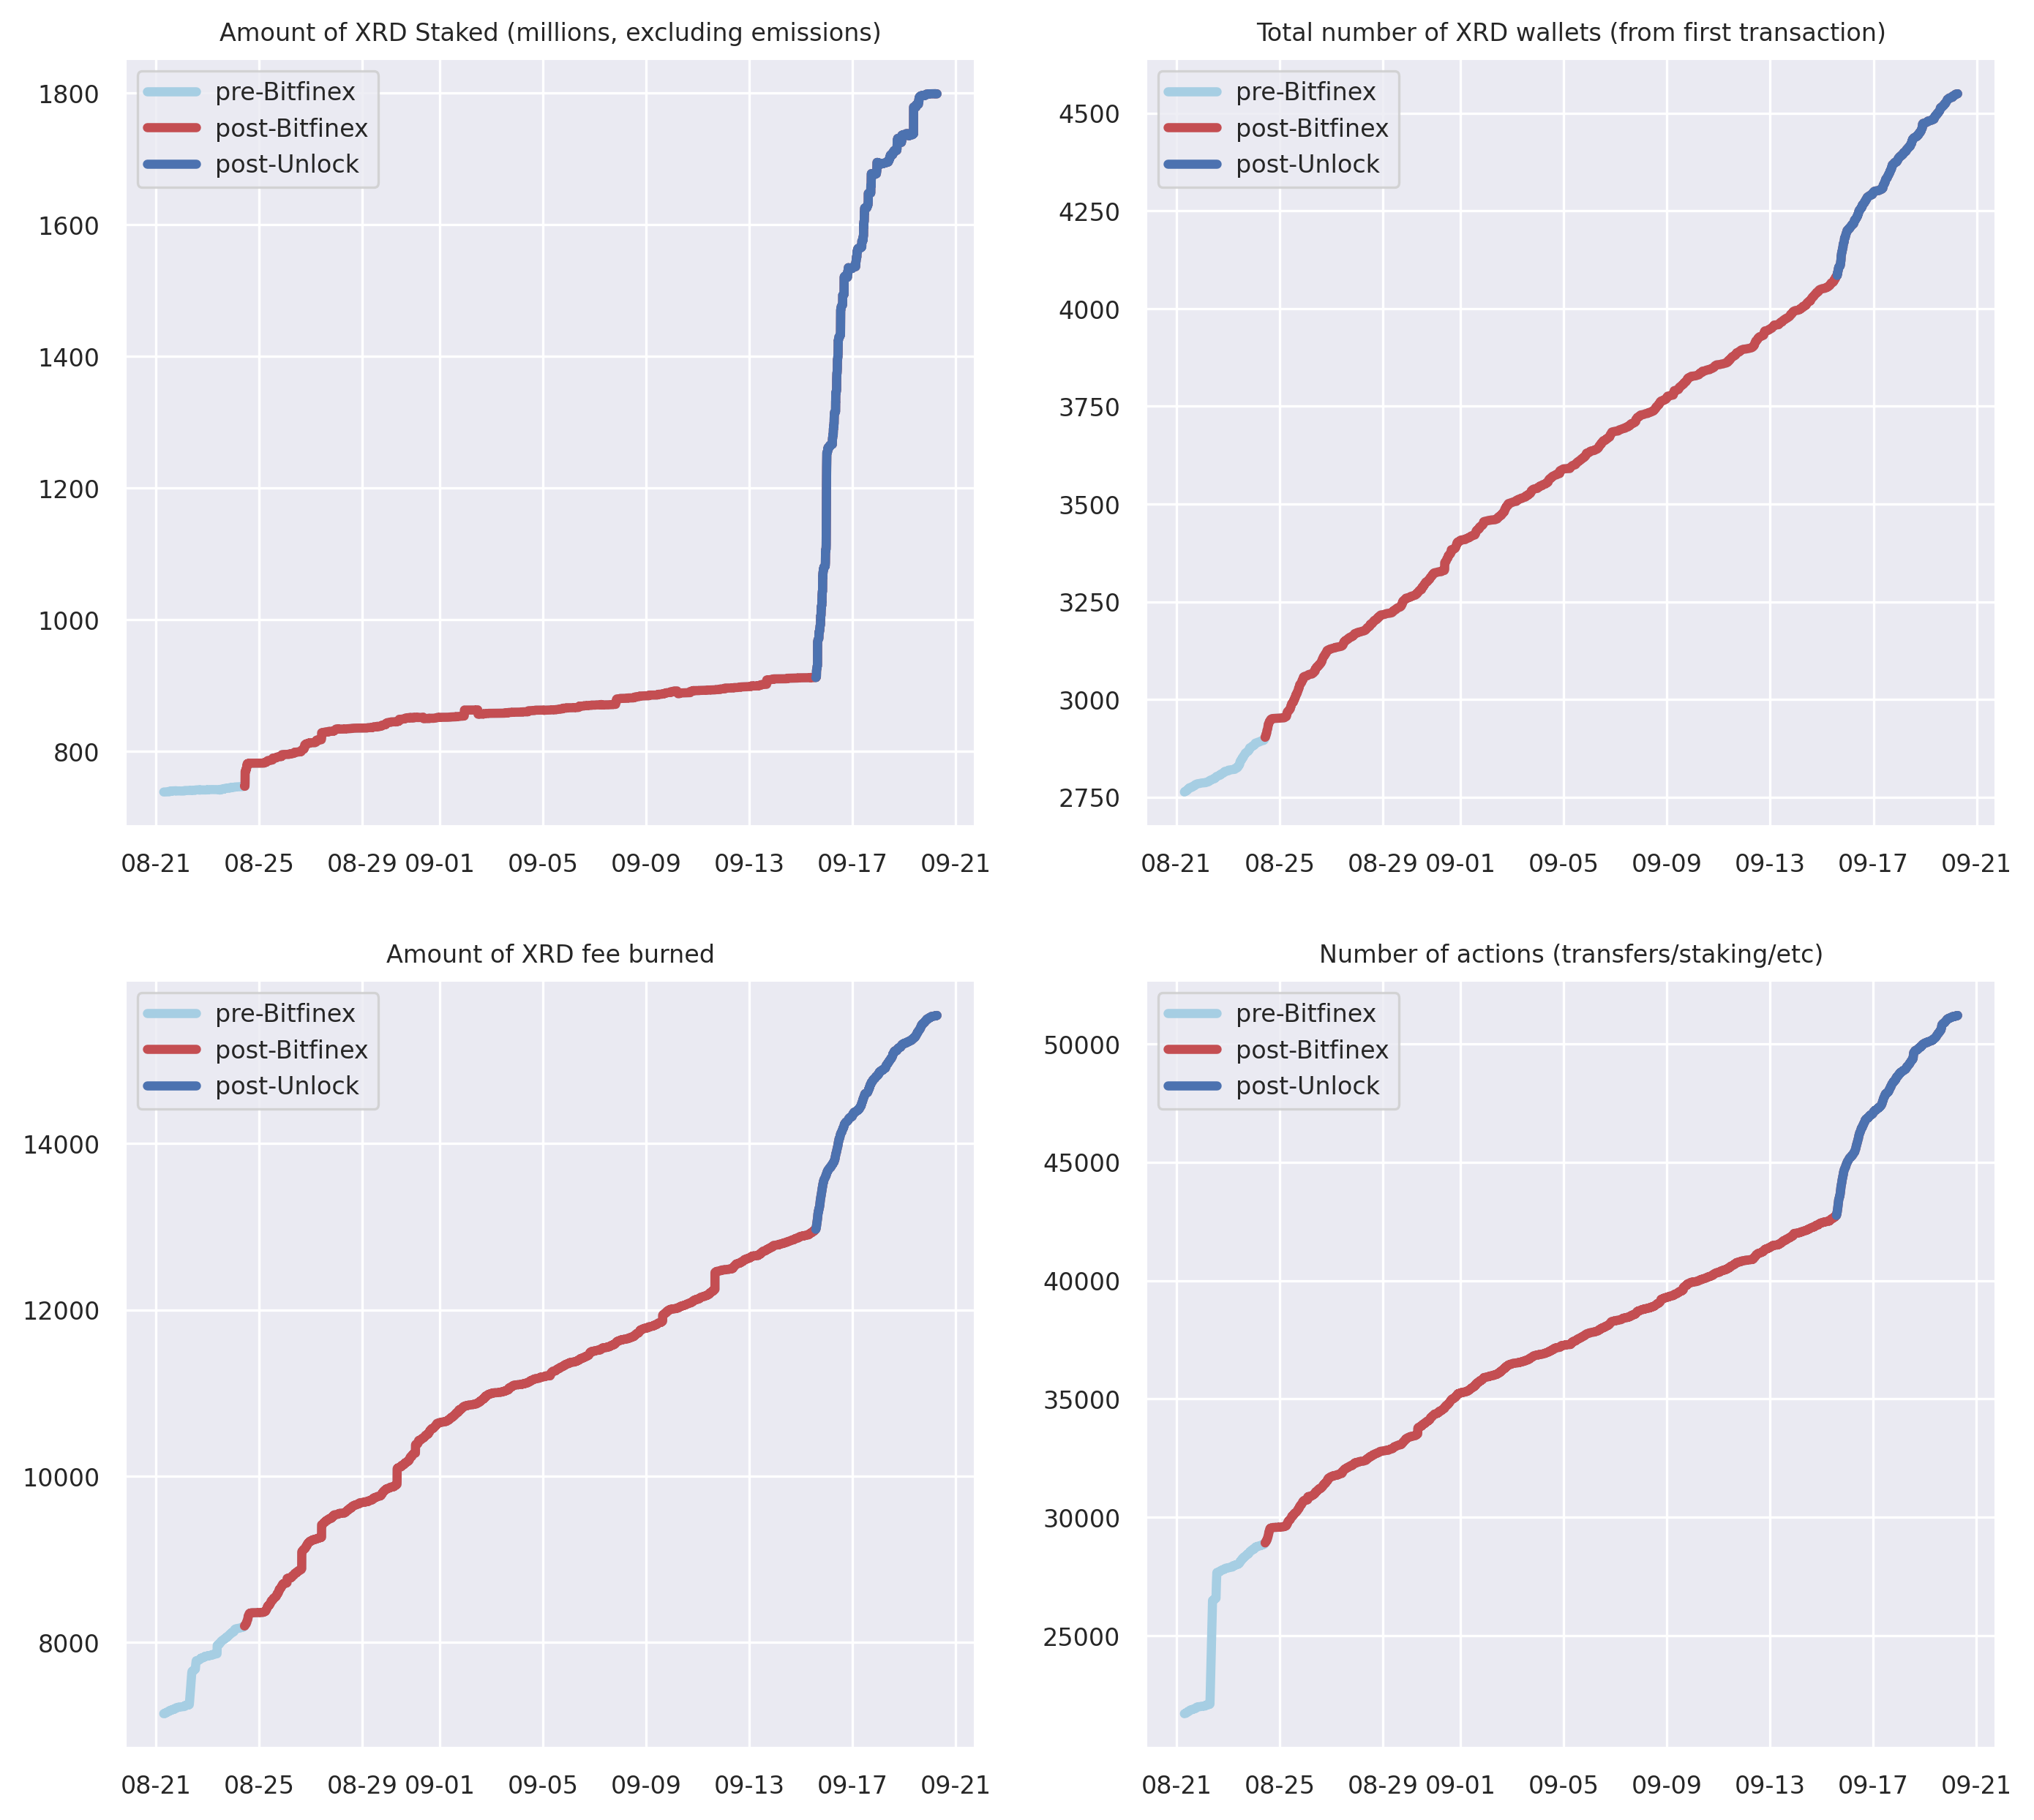 Amount of XRD Staked (millions, excluding emissions)
pre-Bitfinex
post-Bitfinex
post-Unlock
1800
1600
1400
1200
1000
800
08-21 08-25 08-29 09-01 09-05 09-09 09-13 09-17 09-21
Total number of XRD wallets (from first transaction)
pre-Bitfinex
post-Bitfinex
post-Unlock
4500
4250
4000
3750
3500
3250
3000
2750
08-21 08-25 08-29 09-01 09-05 09-09 09-13 09-17 09-21
Amount of XRD fee burned
pre-Bitfinex
post-Bitfinex
post-Unlock
14000
12000
10000
8000
08-21 08-25 08-29 09-01 09-05 09-09 09-13 09-17 09-21
Number of actions (transfers/staking/etc)
pre-Bitfinex
post-Bitfinex
post-Unlock
50000
45000
40000
35000
30000
25000
08-21 08-25 08-29 09-01 09-05 09-09 09-13 09-17 09-21